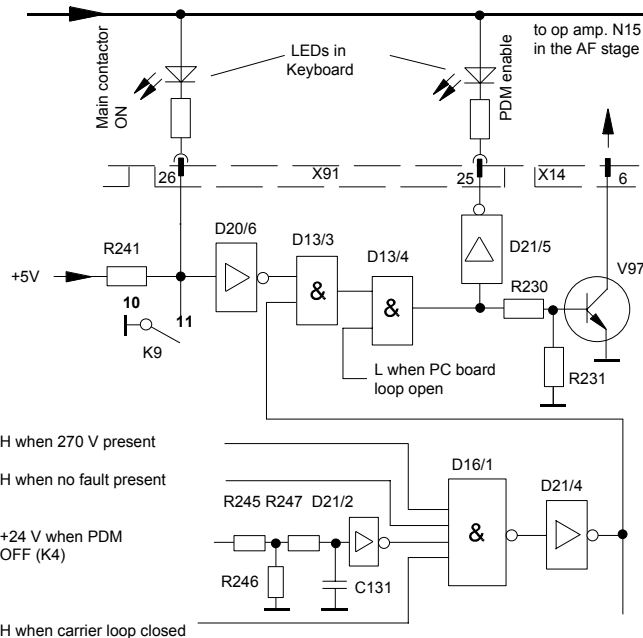 to op amp. N15
in the AF stage
LEDs in
Keyboard
Main contactor
ON
PDM enable
26
X91
25
X14
6
D20/6
D13/3
D13/4
D21/5
V97
R241
R230
+5V
&
&
10
11
K9
L when PC board
loop open
R231
H when 270 V present
D16/1
H when no fault present
D21/4
R245 R247 D21/2
+24 V when PDM
OFF (K4)
&
R246
C131
H when carrier loop closed